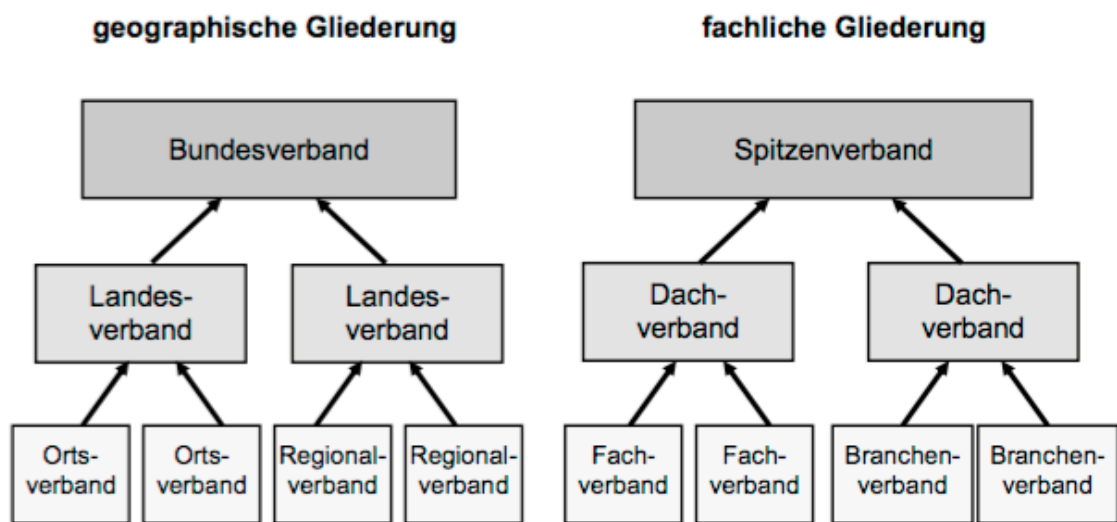 geographische Gliederung
fachliche Gliederung
Bundesverband
Spitzenverband
Landes-
verband
Landes-
verband
Dach-
verband
Dach-
verband
Orts-
verband
Orts-
verband
Regional-
verband
Regional-
verband
Fach-
verband
Fach-
verband
Branchen-
verband
Branchen-
verband